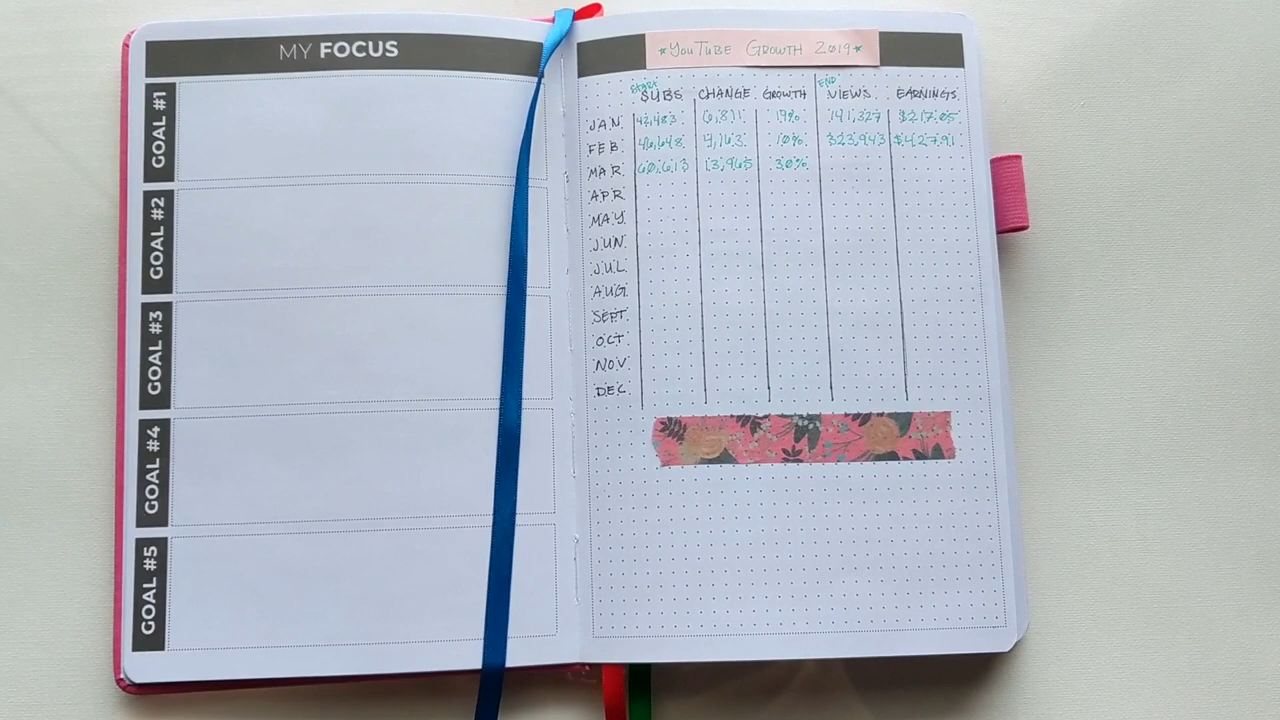 MY FOCUS
GOAL #1
GOAL #2
GOAL #3
GOAL #4
GOAL #5
★YouTube Growth 2019★
START END
SUBS CHANGE GROWTH VIEWS EARNINGS
JAN 42,483 6,811 19% 141,327 $217.05
FEB 46,648 4,163 10% 323,943 $427.91
MAR 60,613 13,965 30%
APR
MAY
JUN
JUL
AUG
SEPT
OCT
NOV
DEC